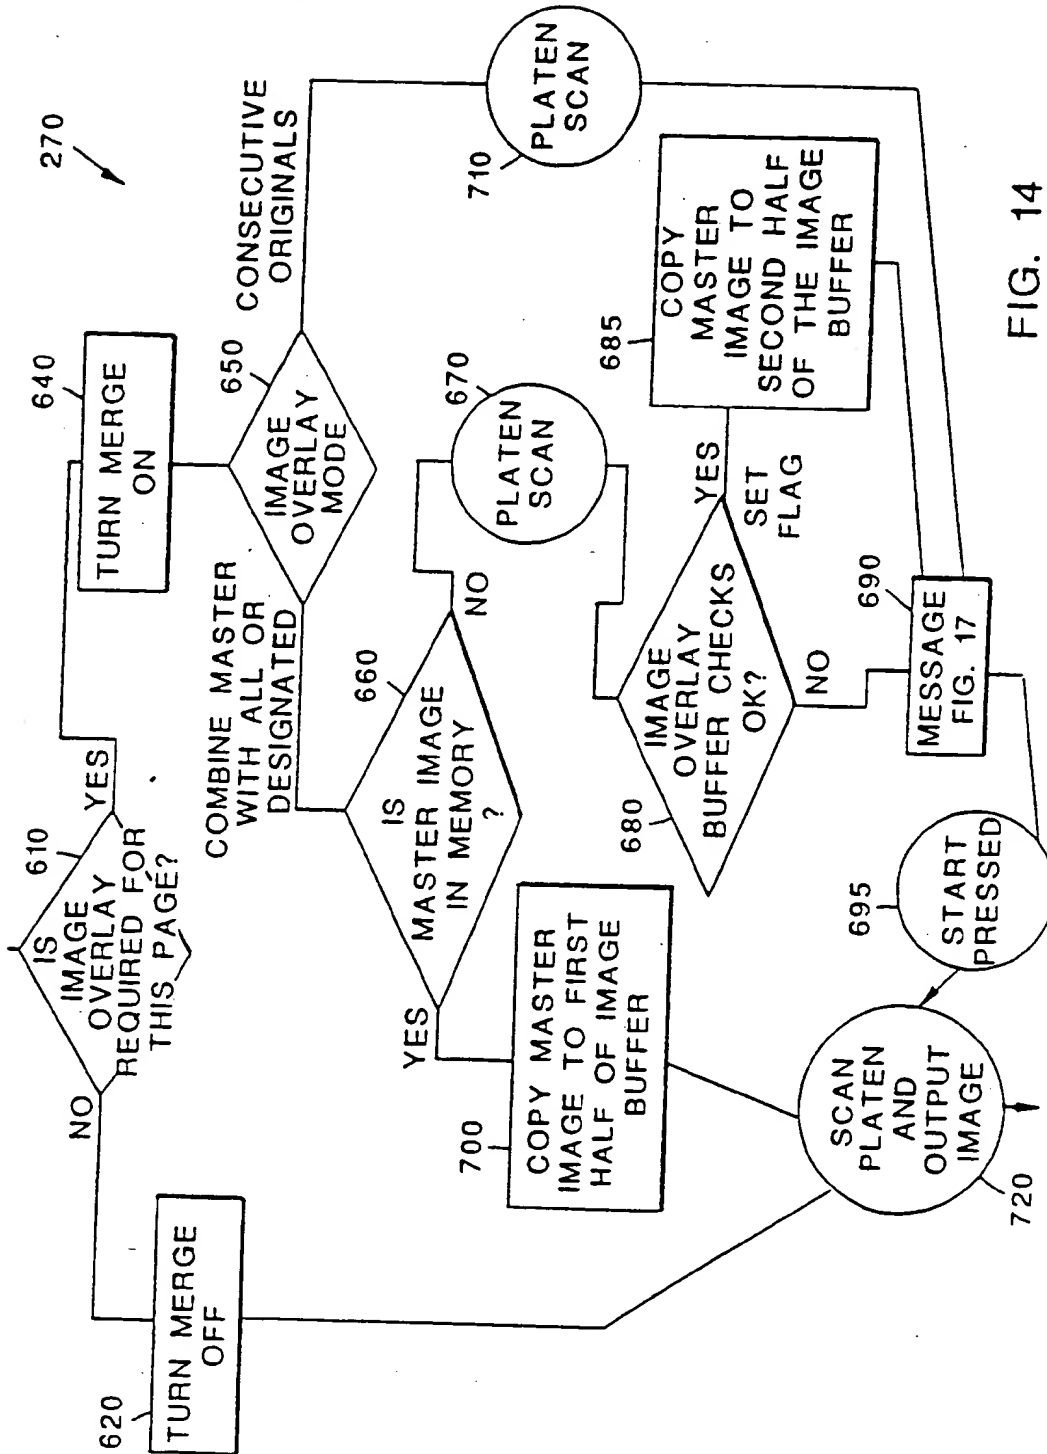 270
610
IS
IMAGE
OVERLAY
REQUIRED FOR
THIS PAGE?
NO
YES
620
TURN MERGE
OFF
640
TURN MERGE
ON
650
IMAGE
OVERLAY
MODE
COMBINE MASTER
WITH ALL OR
DESIGNATED
CONSECUTIVE
ORIGINALS
660
IS
MASTER IMAGE
IN MEMORY
?
YES
NO
670
PLATEN
SCAN
710
PLATEN
SCAN
680
IMAGE
OVERLAY
BUFFER CHECKS
OK?
YES
SET
FLAG
NO
685
COPY
MASTER
IMAGE TO
SECOND HALF
OF THE IMAGE
BUFFER
700
COPY MASTER
IMAGE TO FIRST
HALF OF IMAGE
BUFFER
690
MESSAGE
FIG. 17
695
START
PRESSED
SCAN
PLATEN
AND
OUTPUT
IMAGE
720
FIG. 14